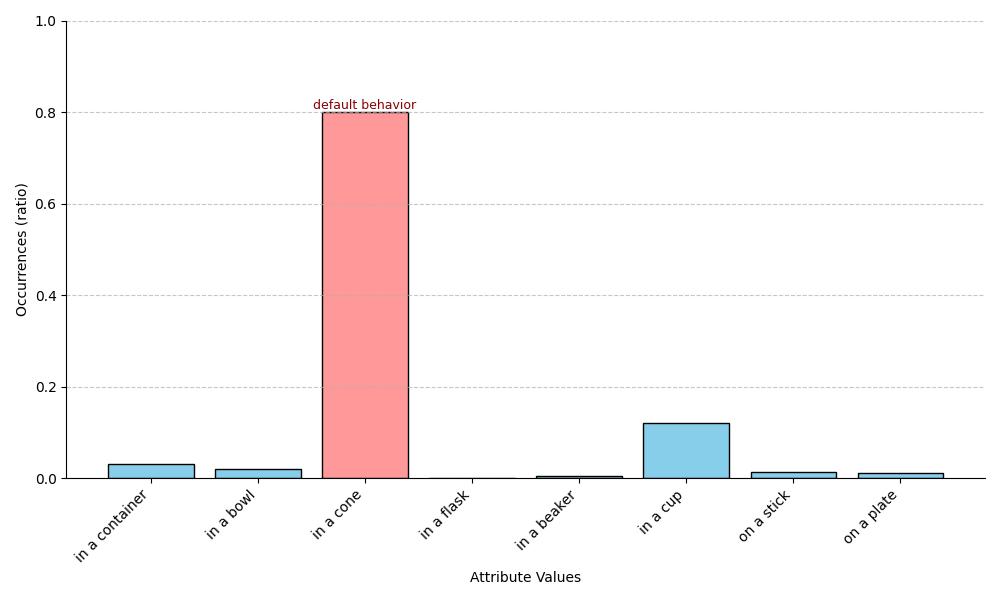 1.0
0.8
0.6
0.4
0.2
0.0
Occurrences (ratio)
default behavior
in a container
in a bowl
in a cone
in a flask
in a beaker
in a cup
on a stick
on a plate
Attribute Values